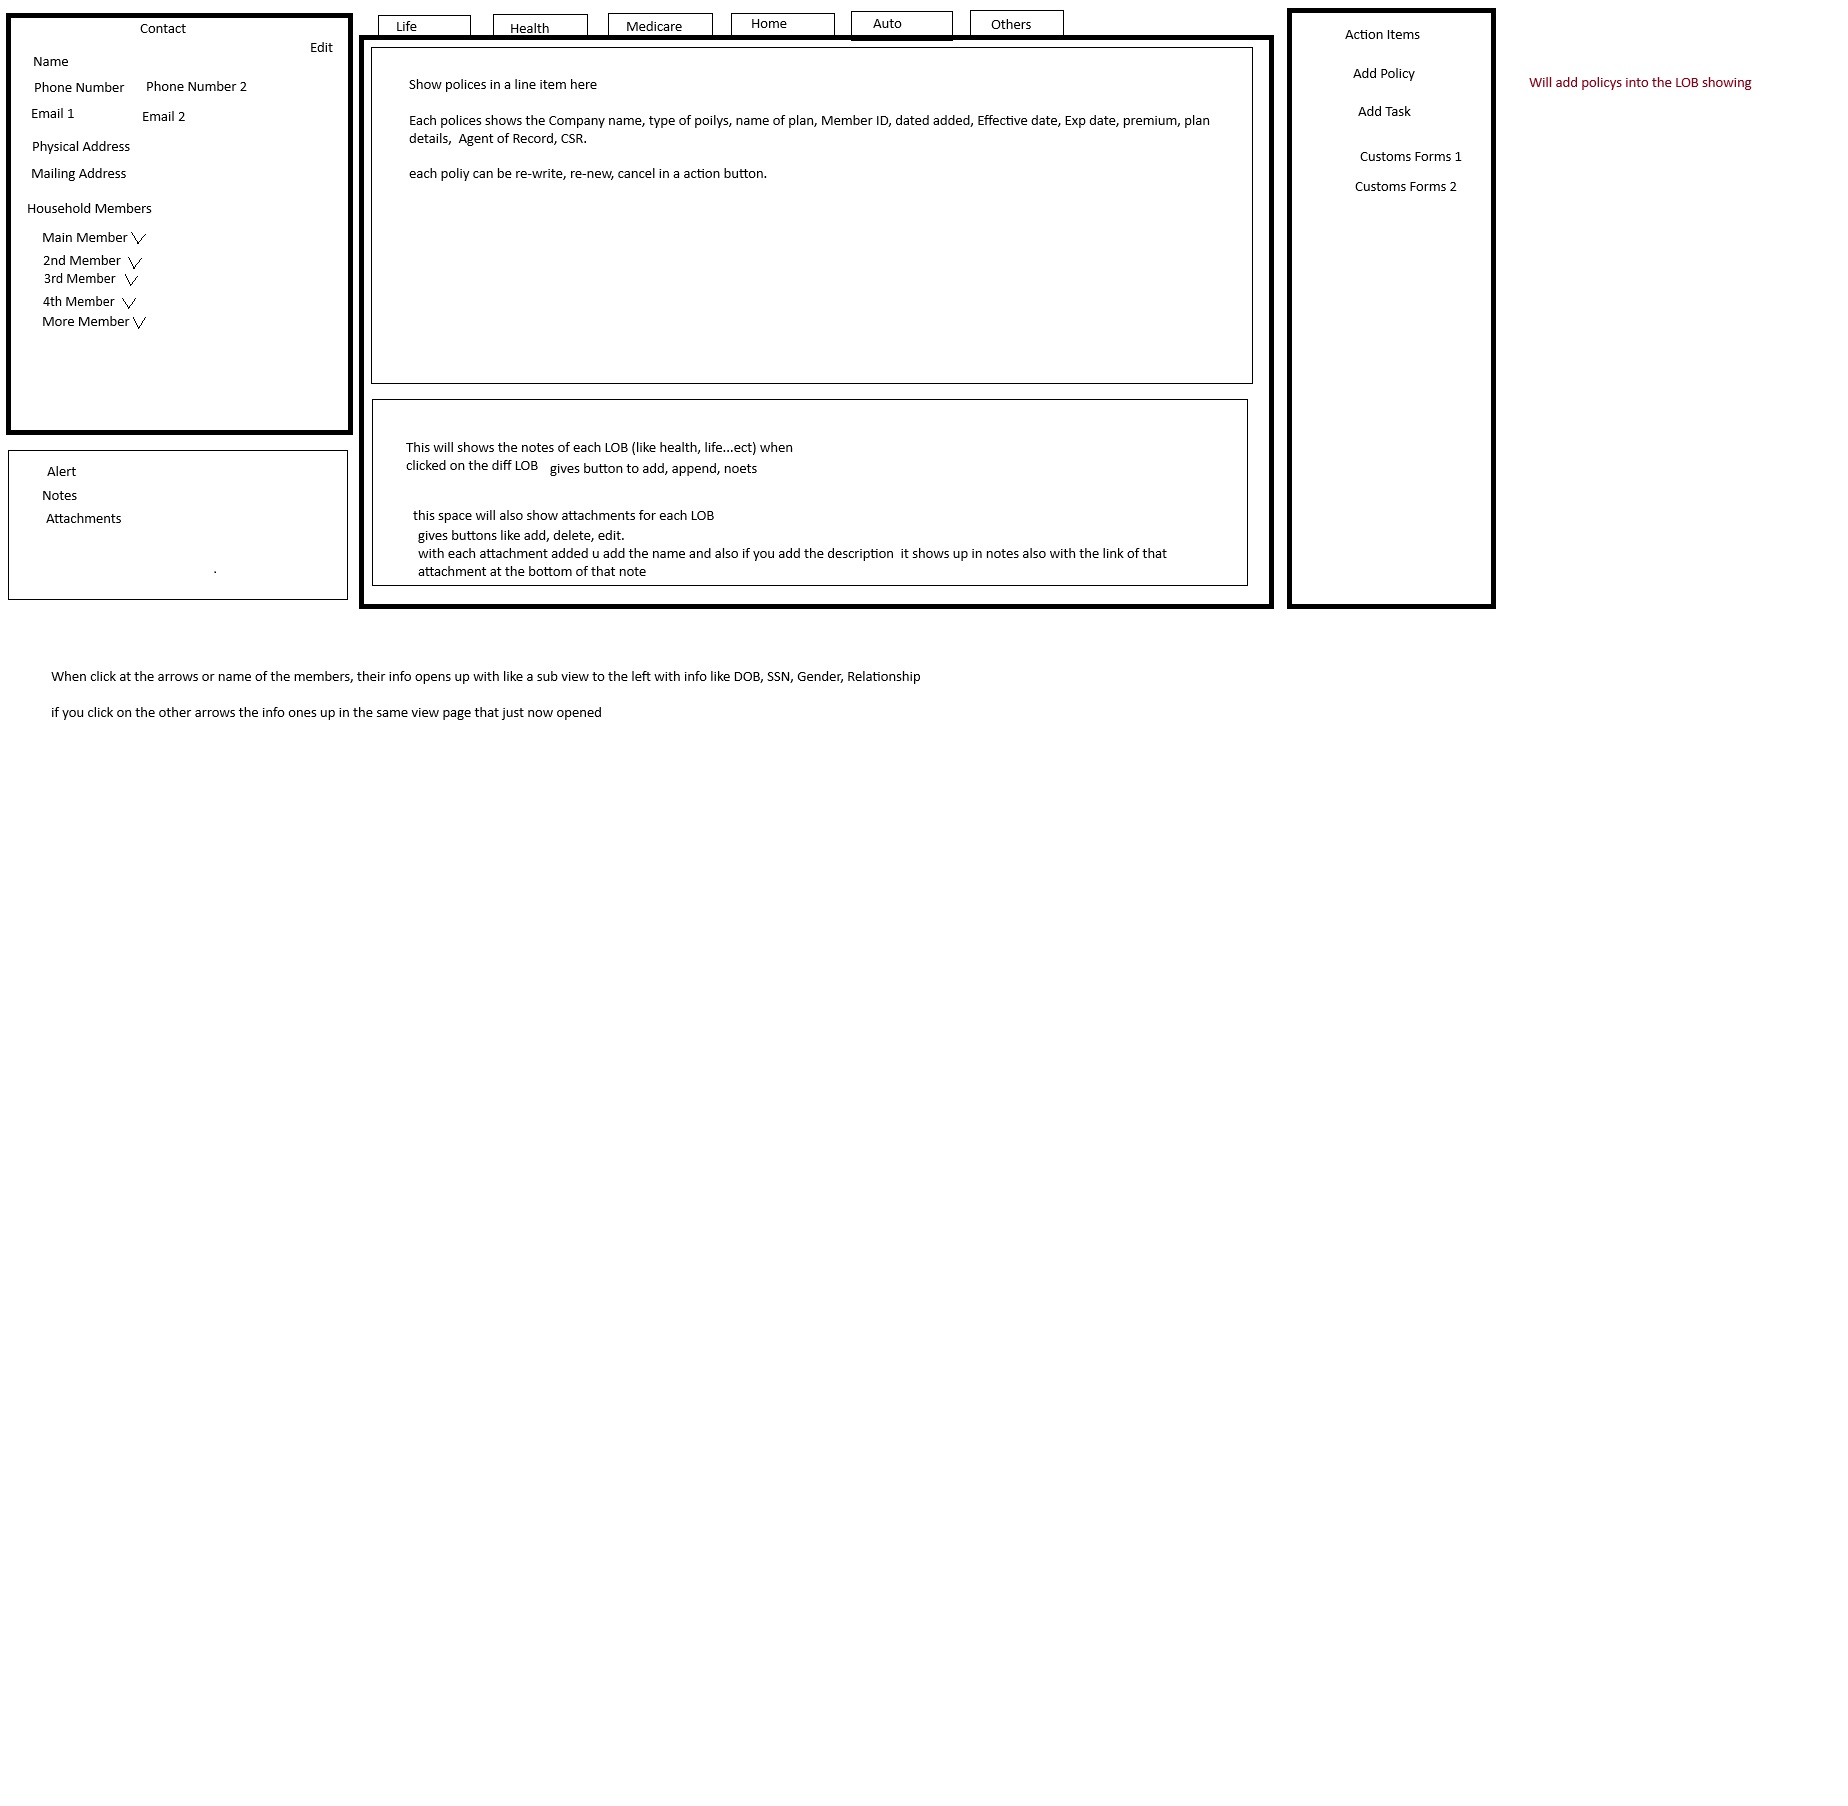 Contact
Edit
Name
Phone Number
Phone Number 2
Email 1
Email 2
Physical Address
Mailing Address
Household Members
Main Member
2nd Member
3rd Member
4th Member
More Member
Alert
Notes
Attachments
Life
Health
Medicare
Home
Auto
Others
Show polices in a line item here
Each polices shows the Company name, type of poilys, name of plan, Member ID, dated added, Effective date, Exp date, premium, plan
details, Agent of Record, CSR.
each poliy can be re-write, re-new, cancel in a action button.
This will shows the notes of each LOB (like health, life...ect) when
clicked on the diff LOB
gives button to add, append, noets
this space will also show attachments for each LOB
gives buttons like add, delete, edit.
with each attachment added u add the name and also if you add the description it shows up in notes also with the link of that
attachment at the bottom of that note
Action Items
Add Policy
Add Task
Customs Forms 1
Customs Forms 2
Will add policys into the LOB showing
When click at the arrows or name of the members, their info opens up with like a sub view to the left with info like DOB, SSN, Gender, Relationship
if you click on the other arrows the info ones up in the same view page that just now opened